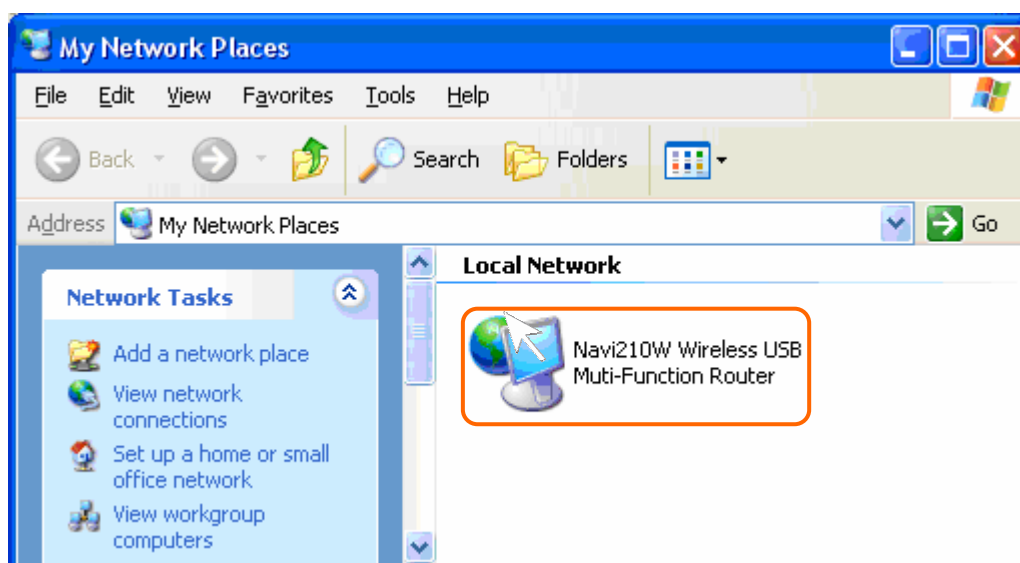 My Network Places
File Edit View Favorites Tools Help
Back Search Folders
Address My Network Places Go
Network Tasks
Add a network place
View network
connections
Set up a home or small
office network
View workgroup
computers
Local Network
Navi210W Wireless USB
Muti-Function Router